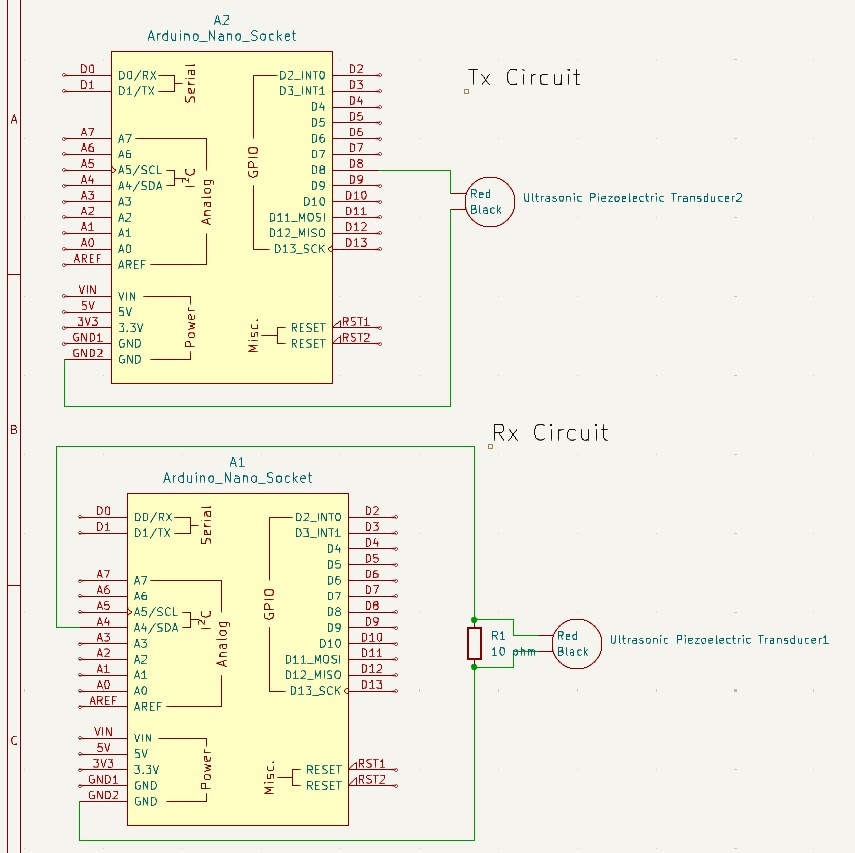 A2
Arduino_Nano_Socket
D0 D0/RX Serial D2_INT0 D2
D1 D1/TX D3_INT1 D3
Tx Circuit
A
D4 D4
D5 D5
A7 A7 D6 D6
A6 A6 D7 D7
A5 A5/SCL I²C GPIO D8 D8
A4 A4/SDA Analog D9 D9
Red
A3 A3 D10 D10
Ultrasonic Piezoelectric Transducer2
Black
A2 A2 D11_MOSI D11
A1 A1 D12_MISO D12
A0 A0 D13_SCK D13
AREF AREF
VIN VIN
5V 5V Power
3V3 3.3V Misc. RESET RST1
GND1 GND RESET RST2
GND2 GND
B
Rx Circuit
A1
Arduino_Nano_Socket
D0 D0/RX Serial D2_INT0 D2
D1 D1/TX D3_INT1 D3
D4 D4
D5 D5
A7 A7 D6 D6
A6 A6 D7 D7
A5 A5/SCL I²C GPIO D8 D8
A4 A4/SDA Analog D9 D9
R1 Red
Ultrasonic Piezoelectric Transducer1
A3 A3 D10 D10
10 ohm Black
A2 A2 D11_MOSI D11
A1 A1 D12_MISO D12
A0 A0 D13_SCK D13
AREF AREF
VIN VIN
C
5V 5V Power
3V3 3.3V Misc. RESET RST1
GND1 GND RESET RST2
GND2 GND